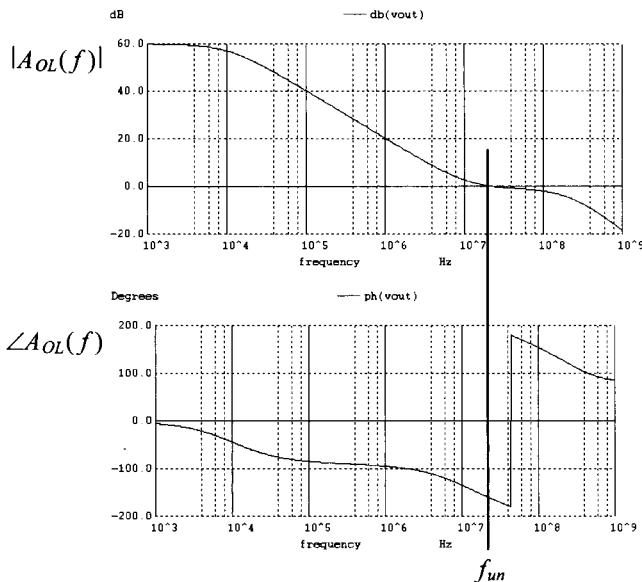 dB
db(vout)
|A_OL(f)|
60.0
40.0
20.0
0.0
-20.0
10^3 10^4 10^5 10^6 10^7 10^8 10^9
frequency Hz
Degrees
ph(vout)
∠A_OL(f)
200.0
100.0
0.0
-100.0
-200.0
10^3 10^4 10^5 10^6 10^7 10^8 10^9
frequency Hz
f_un